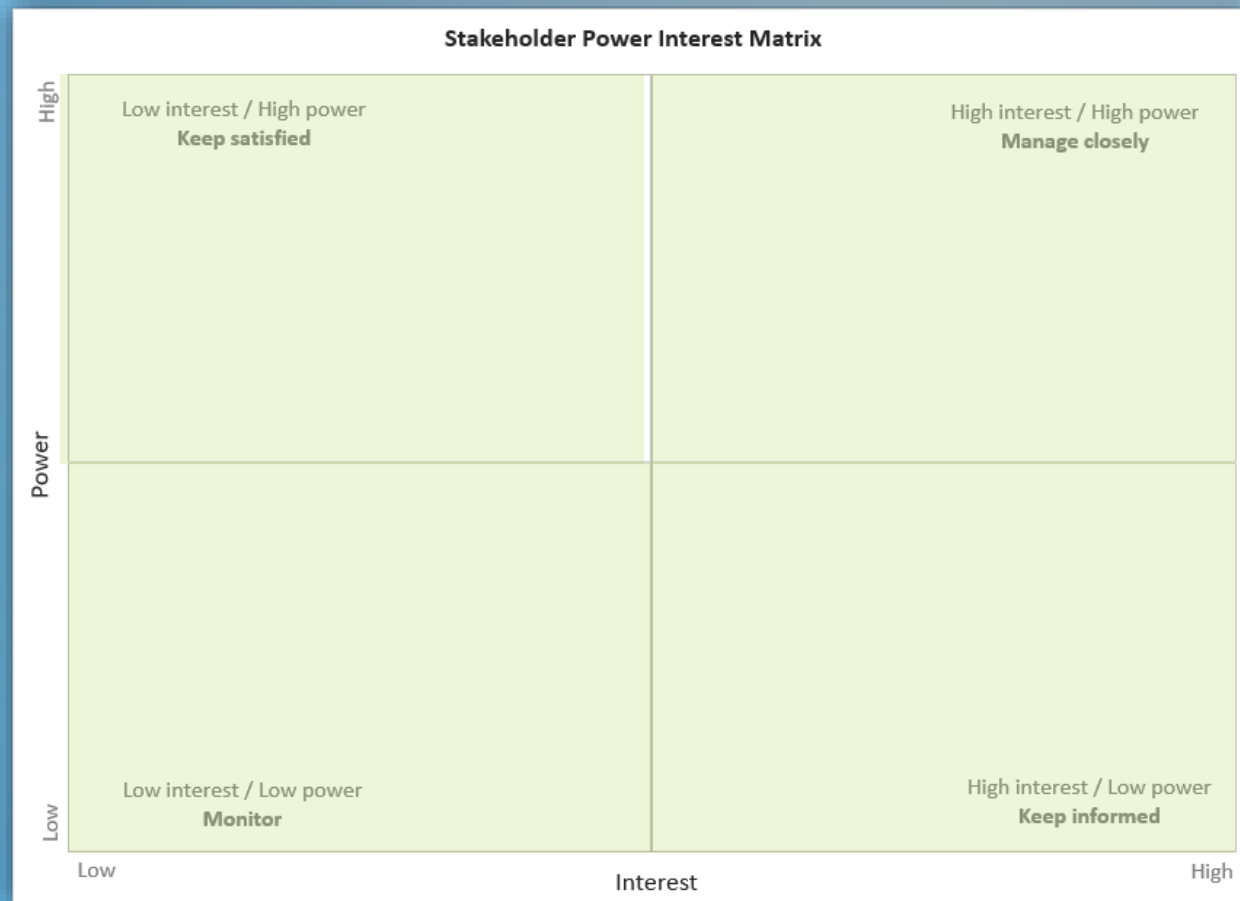 Stakeholder Power Interest Matrix
High
Low interest / High power
Keep satisfied
High interest / High power
Manage closely
Power
Low interest / Low power
Monitor
High interest / Low power
Keep informed
Low
Low
Interest
High